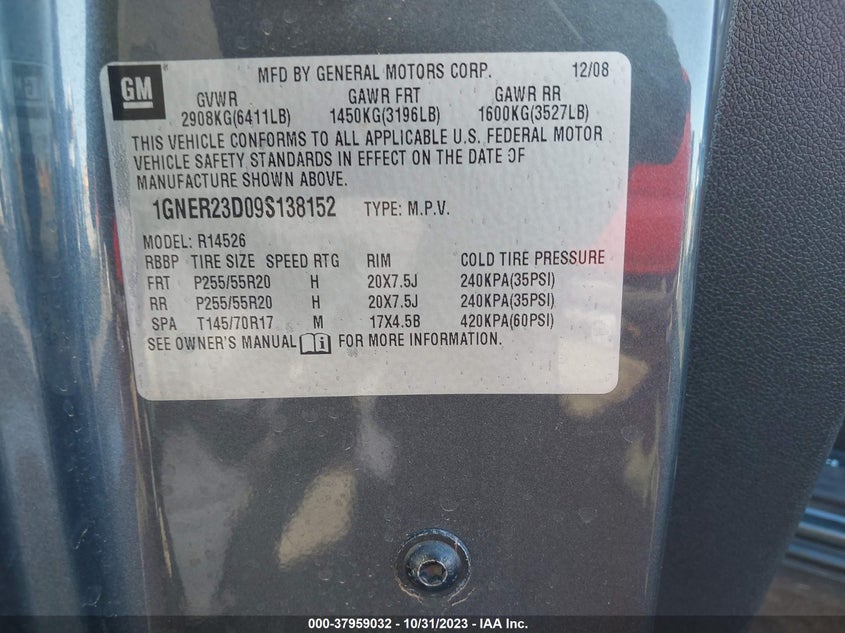 GM
MFD BY GENERAL MOTORS CORP. 12/08
GVWR GAWR FRT GAWR RR
2908KG(6411LB) 1450KG(3196LB) 1600KG(3527LB)
THIS VEHICLE CONFORMS TO ALL APPLICABLE U.S. FEDERAL MOTOR
VEHICLE SAFETY STANDARDS IN EFFECT ON THE DATE OF
MANUFACTURE SHOWN ABOVE.
1GNER23D09S138152 TYPE: M.P.V.
MODEL: R14526
RBBP TIRE SIZE SPEED RTG RIM COLD TIRE PRESSURE
FRT P255/55R20 H 20X7.5J 240KPA(35PSI)
RR P255/55R20 H 20X7.5J 240KPA(35PSI)
SPA T145/70R17 M 17X4.5B 420KPA(60PSI)
SEE OWNER'S MANUAL i FOR MORE INFORMATION.
000-37959032 - 10/31/2023 - IAA Inc.